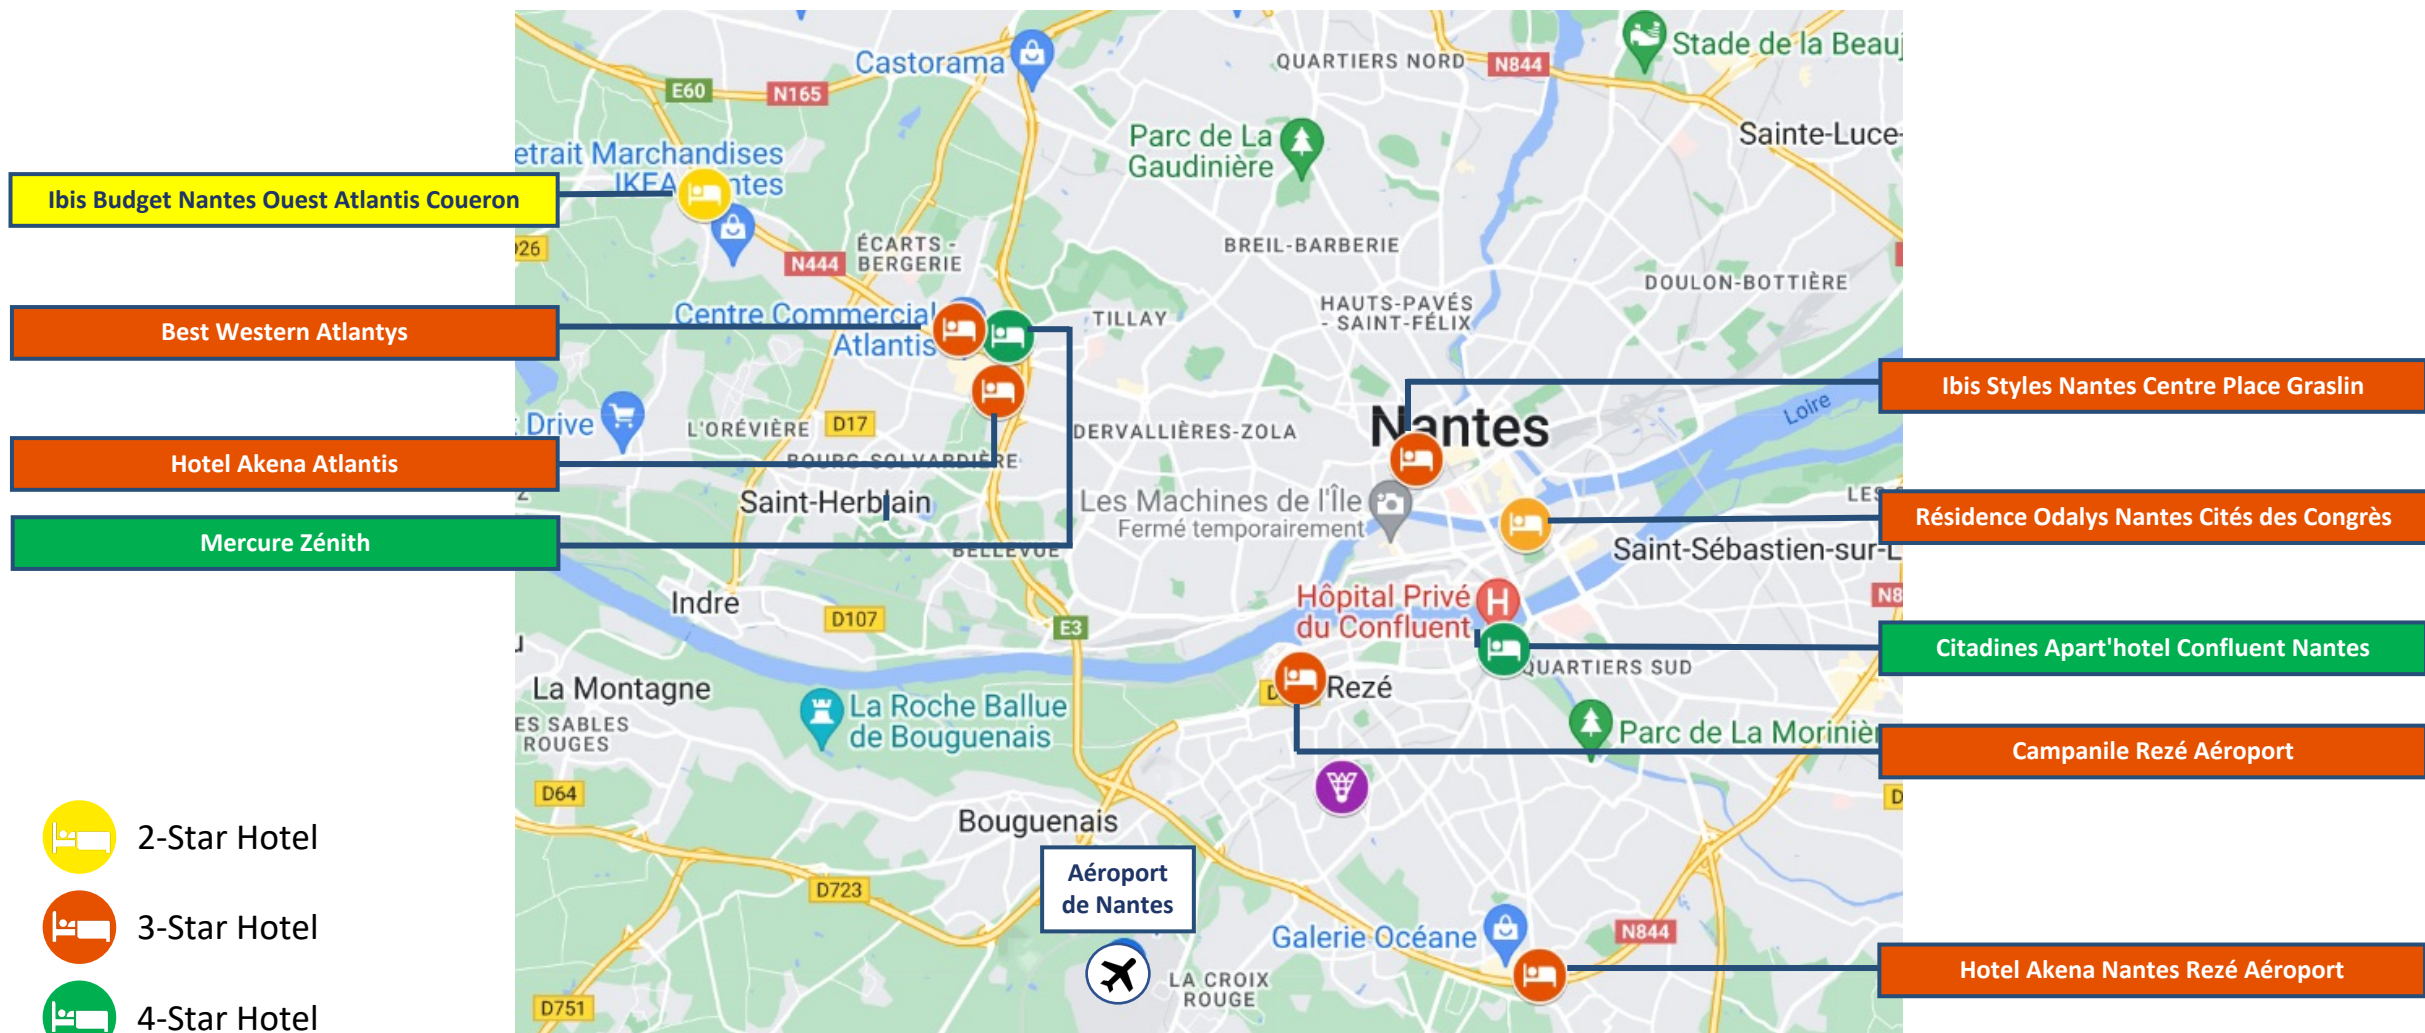 Castorama
QUARTIERS NORD
N844
Stade de la Beauj
E60
N165
Parc de La
Gaudinière
Sainte-Luce-
etrait Marchandises
IKEA ntes
Ibis Budget Nantes Ouest Atlantis Coueron
D26
N444
ÉCARTS -
BERGERIE
BREIL-BARBERIE
DOULON-BOTTIÈRE
HAUTS-PAVÉS
- SAINT-FÉLIX
Best Western Atlantys
Centre Commercial
Atlantis
TILLAY
Ibis Styles Nantes Centre Place Graslin
Loire
Drive
L'ORÉVIÈRE
D17
DERVALLIÈRES-ZOLA
Nantes
Hotel Akena Atlantis
BOURG-SOLVARDIÈRE
Saint-Herblain
Les Machines de l'Île
Fermé temporairement
LES
Résidence Odalys Nantes Cités des Congrès
Mercure Zénith
BELLEVUE
Saint-Sébastien-sur-L
Indre
D107
E3
Hôpital Privé
du Confluent
H
N8
Citadines Apart'hotel Confluent Nantes
QUARTIERS SUD
La Montagne
D
Rezé
La Roche Ballue
de Bouguenais
ES SABLES
ROUGES
Parc de La Morinièr
Campanile Rezé Aéroport
D64
D
Bouguenais
2-Star Hotel
Aéroport
de Nantes
D723
3-Star Hotel
Galerie Océane
N844
Hotel Akena Nantes Rezé Aéroport
LA CROIX
ROUGE
D751
4-Star Hotel